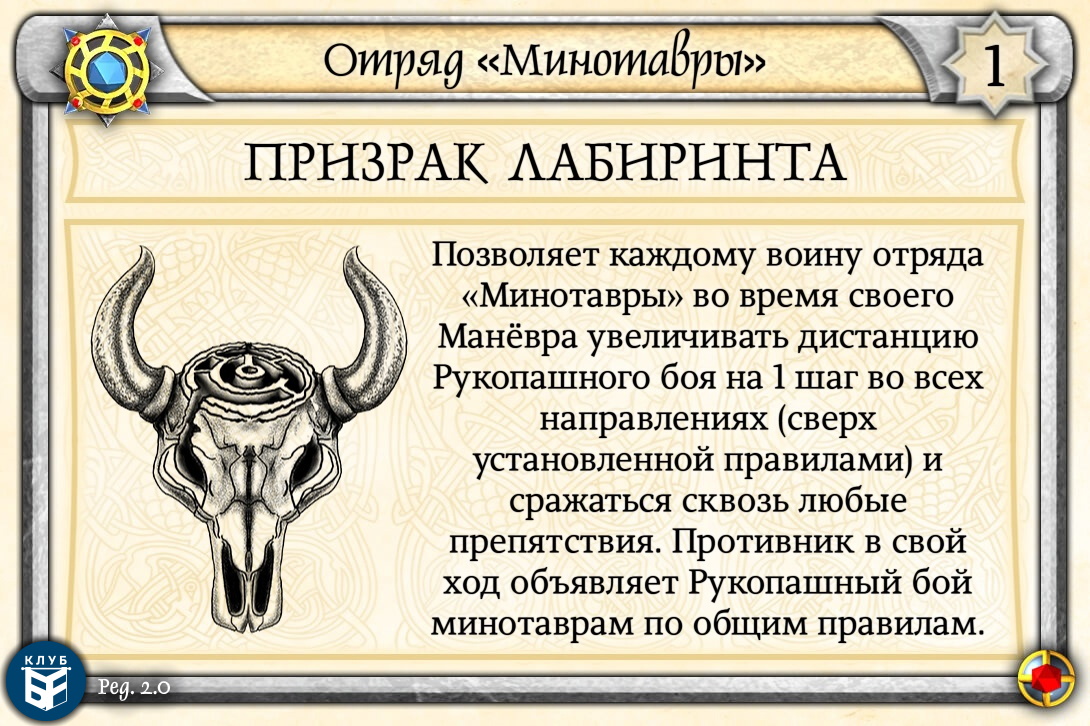 Отряд «Минотавры»
1
ПРИЗРАК ЛАБИРИНТА
Позволяет каждому воину отряда
«Минотавры» во время своего
Манёвра увеличивать дистанцию
Рукопашного боя на 1 шаг во всех
направлениях (сверх
установленной правилами) и
сражаться сквозь любые
препятствия. Противник в свой
ход объявляет Рукопашный бой
минотаврам по общим правилам.
КЛУБ
Ред. 2.0